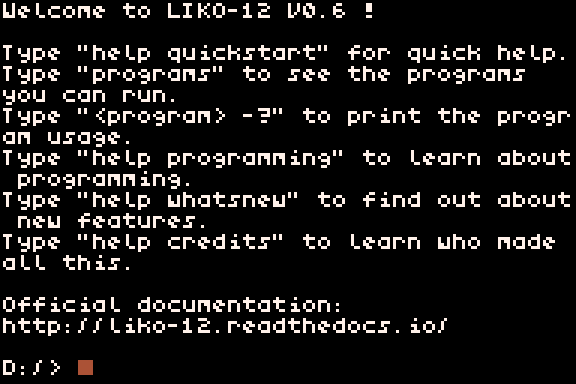 Welcome to LIKO-12 V0.6 !
Type "help quickstart" for quick help.
Type "programs" to see the programs
you can run.
Type "<program> -?" to print the progr
am usage.
Type "help programming" to learn about
 programming.
Type "help whatsnew" to find out about
 new features.
Type "help credits" to learn who made
all this.
Official documentation:
http://liko-12.readthedocs.io/
D:/>